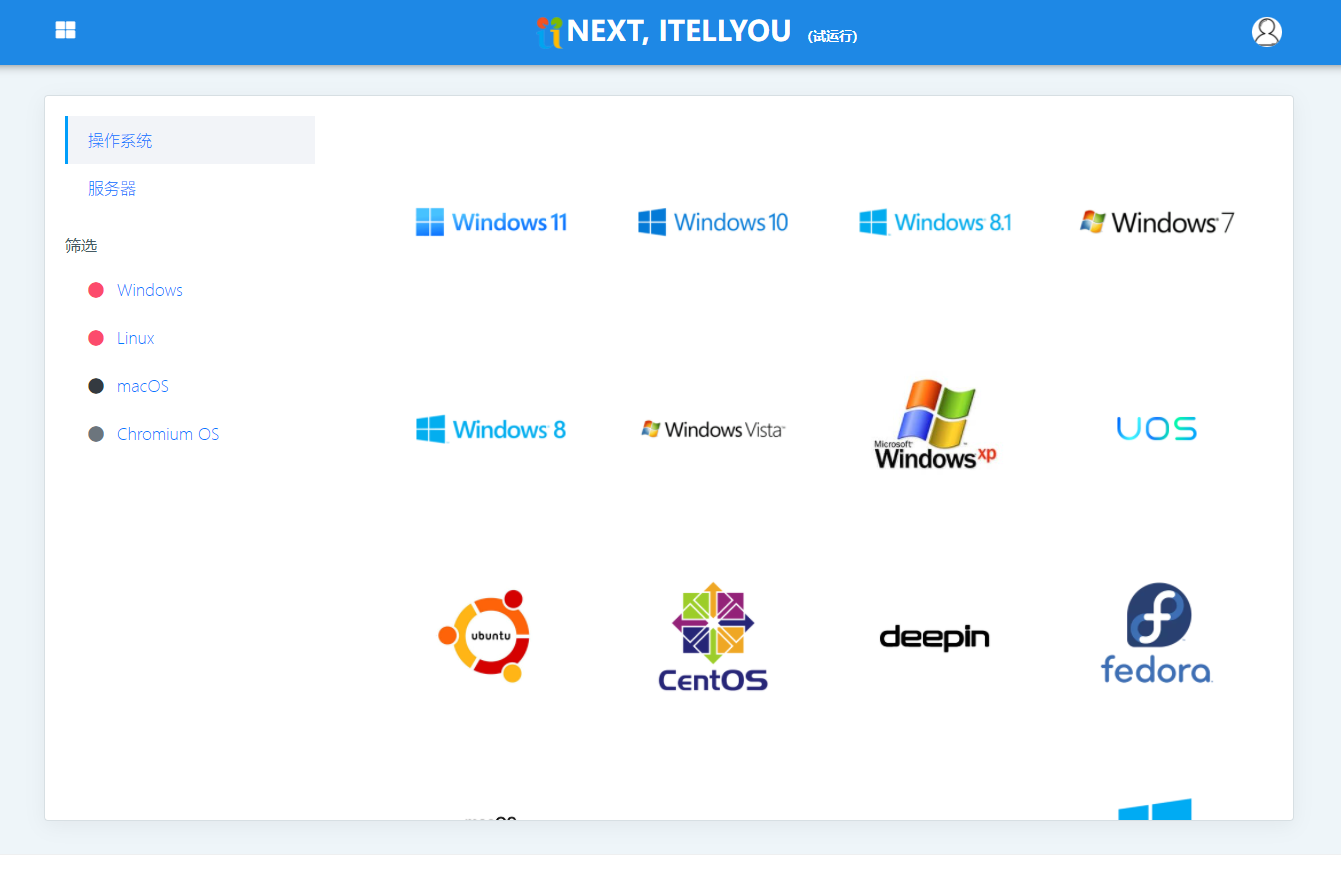 NEXT, ITELLYOU (试运行)
操作系统
服务器
筛选
Windows
Linux
macOS
Chromium OS
Windows 11
Windows 10
Windows 8.1
Windows 7
Windows 8
Windows Vista
Microsoft
Windows xp
UOS
ubuntu
CentOS
deepin
fedora